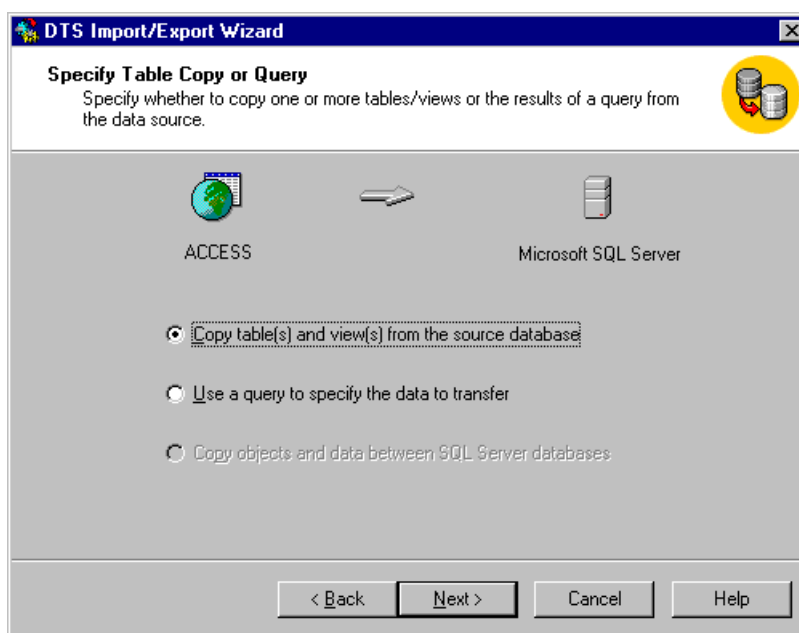 DTS Import/Export Wizard
Specify Table Copy or Query
Specify whether to copy one or more tables/views or the results of a query from
the data source.
ACCESS
Microsoft SQL Server
Copy table(s) and view(s) from the source database
Use a query to specify the data to transfer
Copy objects and data between SQL Server databases
< Back
Next >
Cancel
Help